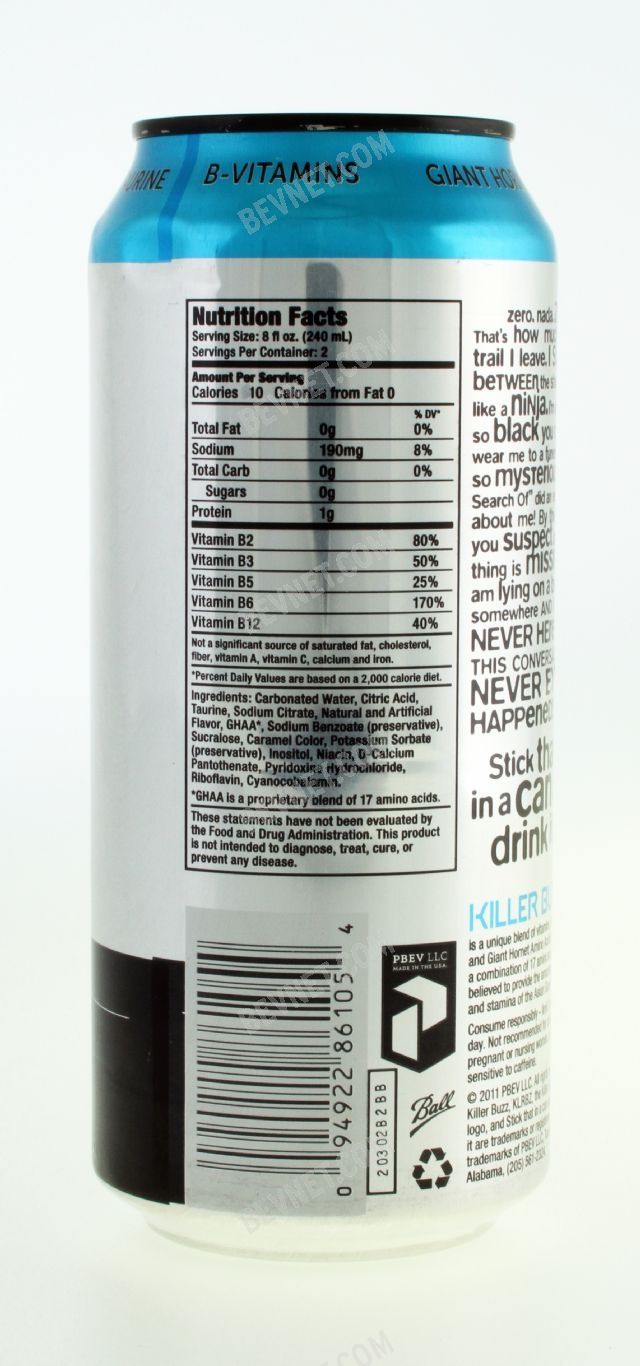 URINE B-VITAMINS GIANT
Nutrition Facts
Serving Size: 8 fl oz. (240 mL)
Servings Per Container: 2
Amount Per Serving
Calories 10 Calories from Fat 0
% DV*
Total Fat 0g 0%
Sodium 190mg 8%
Total Carb 0g 0%
Sugars 0g
Protein 1g
Vitamin B2 80%
Vitamin B3 50%
Vitamin B5 25%
Vitamin B6 170%
Vitamin B12 40%
Not a significant source of saturated fat, cholesterol,
fiber, vitamin A, vitamin C, calcium and iron.
*Percent Daily Values are based on a 2,000 calorie diet.
Ingredients: Carbonated Water, Citric Acid,
Taurine, Sodium Citrate, Natural and Artificial
Flavor, GHAA*, Sodium Benzoate (preservative),
Sucralose, Caramel Color, Potassium Sorbate
(preservative), Inositol, Niacin, D-Calcium
Pantothenate, Pyridoxine Hydrochloride,
Riboflavin, Cyanocobalamin.
*GHAA is a proprietary blend of 17 amino acids.
These statements have not been evaluated by
the Food and Drug Administration. This product
is not intended to diagnose, treat, cure, or
prevent any disease.
0 94922 86105 4
PBEV LLC
MADE IN THE U.S.A.
20302B2BB
Ball
zero. nada.
That's how
trail I leave. I
BETWEEN the
like a ninja.
so black you
wear me to a
so
Search Of" did
about me! By
you suspect
thing is
am lying on a
somewhere AND
NEVER
THIS
NEVER
HAPPened
Stick
in a
drink
KILLER
is a unique blend of
and Giant Hornet Amino
a combination of 17
believed to provide the
and stamina of the Asian
Consume responsibly -
day. Not recommended
pregnant or nursing
sensitive to caffeine.
© 2011 PBEV LLC. All
Killer Buzz, KLRBZ, the
logo, and Stick that in a
it are trademarks or
trademarks of PBEV LLC
Alabama, (205)
BEVNET.COM
BEVNET.COM
BEVNET.COM
BEVNET.COM
BEVNET.COM
BEVNET.COM
BEVNET.COM